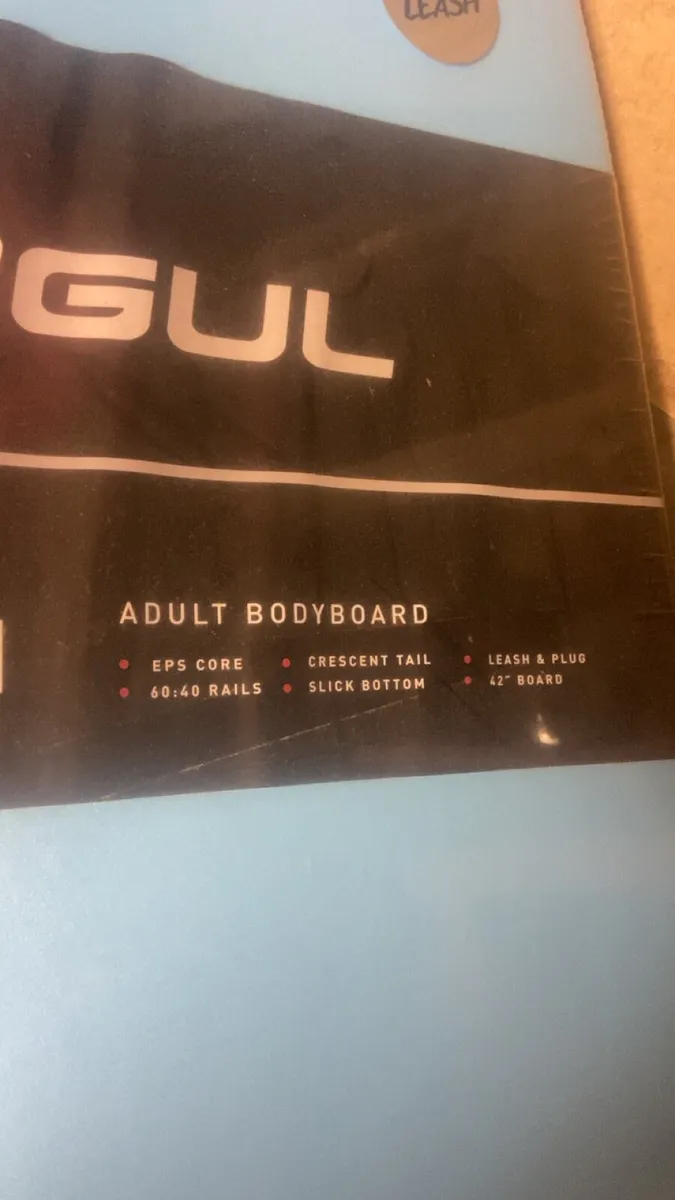 LEASH
GUL
ADULT BODYBOARD
EPS CORE
60:40 RAILS
CRESCENT TAIL
SLICK BOTTOM
LEASH & PLUG
42" BOARD